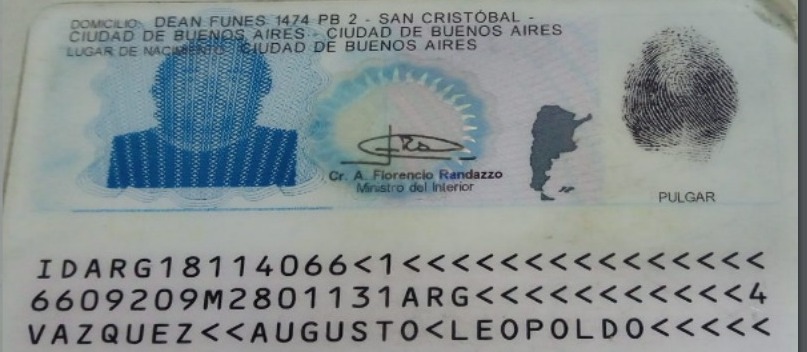 DOMICILIO: DEAN FUNES 1474 PB 2 - SAN CRISTÓBAL -
CIUDAD DE BUENOS AIRES - CIUDAD DE BUENOS AIRES
LUGAR DE NACIMIENTO: CIUDAD DE BUENOS AIRES
Cr. A. Florencio Randazzo
Ministro del Interior
PULGAR
IDARG18114066<1<<<<<<<<<<<<<<<
6609209M2801131ARG<<<<<<<<<<<4
VAZQUEZ<<AUGUSTO<LEOPOLDO<<<<<